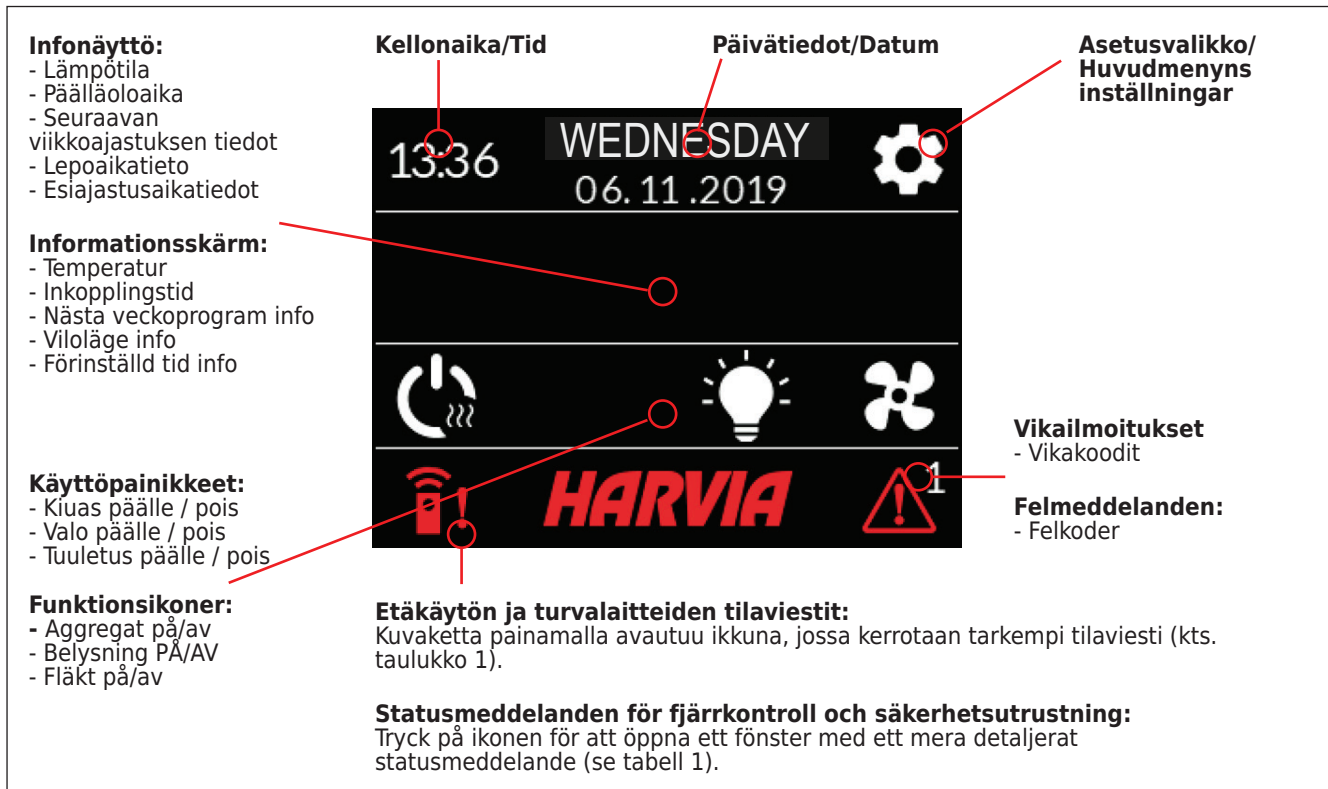 Infonäyttö:
- Lämpötila
- Päälläoloaika
- Seuraavan
viikkoajastuksen tiedot
- Lepoaikatieto
- Esiajastusaikatiedot
Informationsskärm:
- Temperatur
- Inkopplingstid
- Nästa veckoprogram info
- Viloläge info
- Förinställd tid info
Käyttöpainikkeet:
- Kiuas päälle / pois
- Valo päälle / pois
- Tuuletus päälle / pois
Funktionsikoner:
- Aggregat på/av
- Belysning PÅ/AV
- Fläkt på/av
Kellonaika/Tid
Päivätiedot/Datum
Asetusvalikko/
Huvudmenyns
inställningar
13:36
WEDNESDAY
06. 11 .2019
HARVIA
1
Vikailmoitukset
- Vikakoodit
Felmeddelanden:
- Felkoder
Etäkäytön ja turvalaitteiden tilaviestit:
Kuvaketta painamalla avautuu ikkuna, jossa kerrotaan tarkempi tilaviesti (kts.
taulukko 1).
Statusmeddelanden för fjärrkontroll och säkerhetsutrustning:
Tryck på ikonen för att öppna ett fönster med ett mera detaljerat
statusmeddelande (se tabell 1).